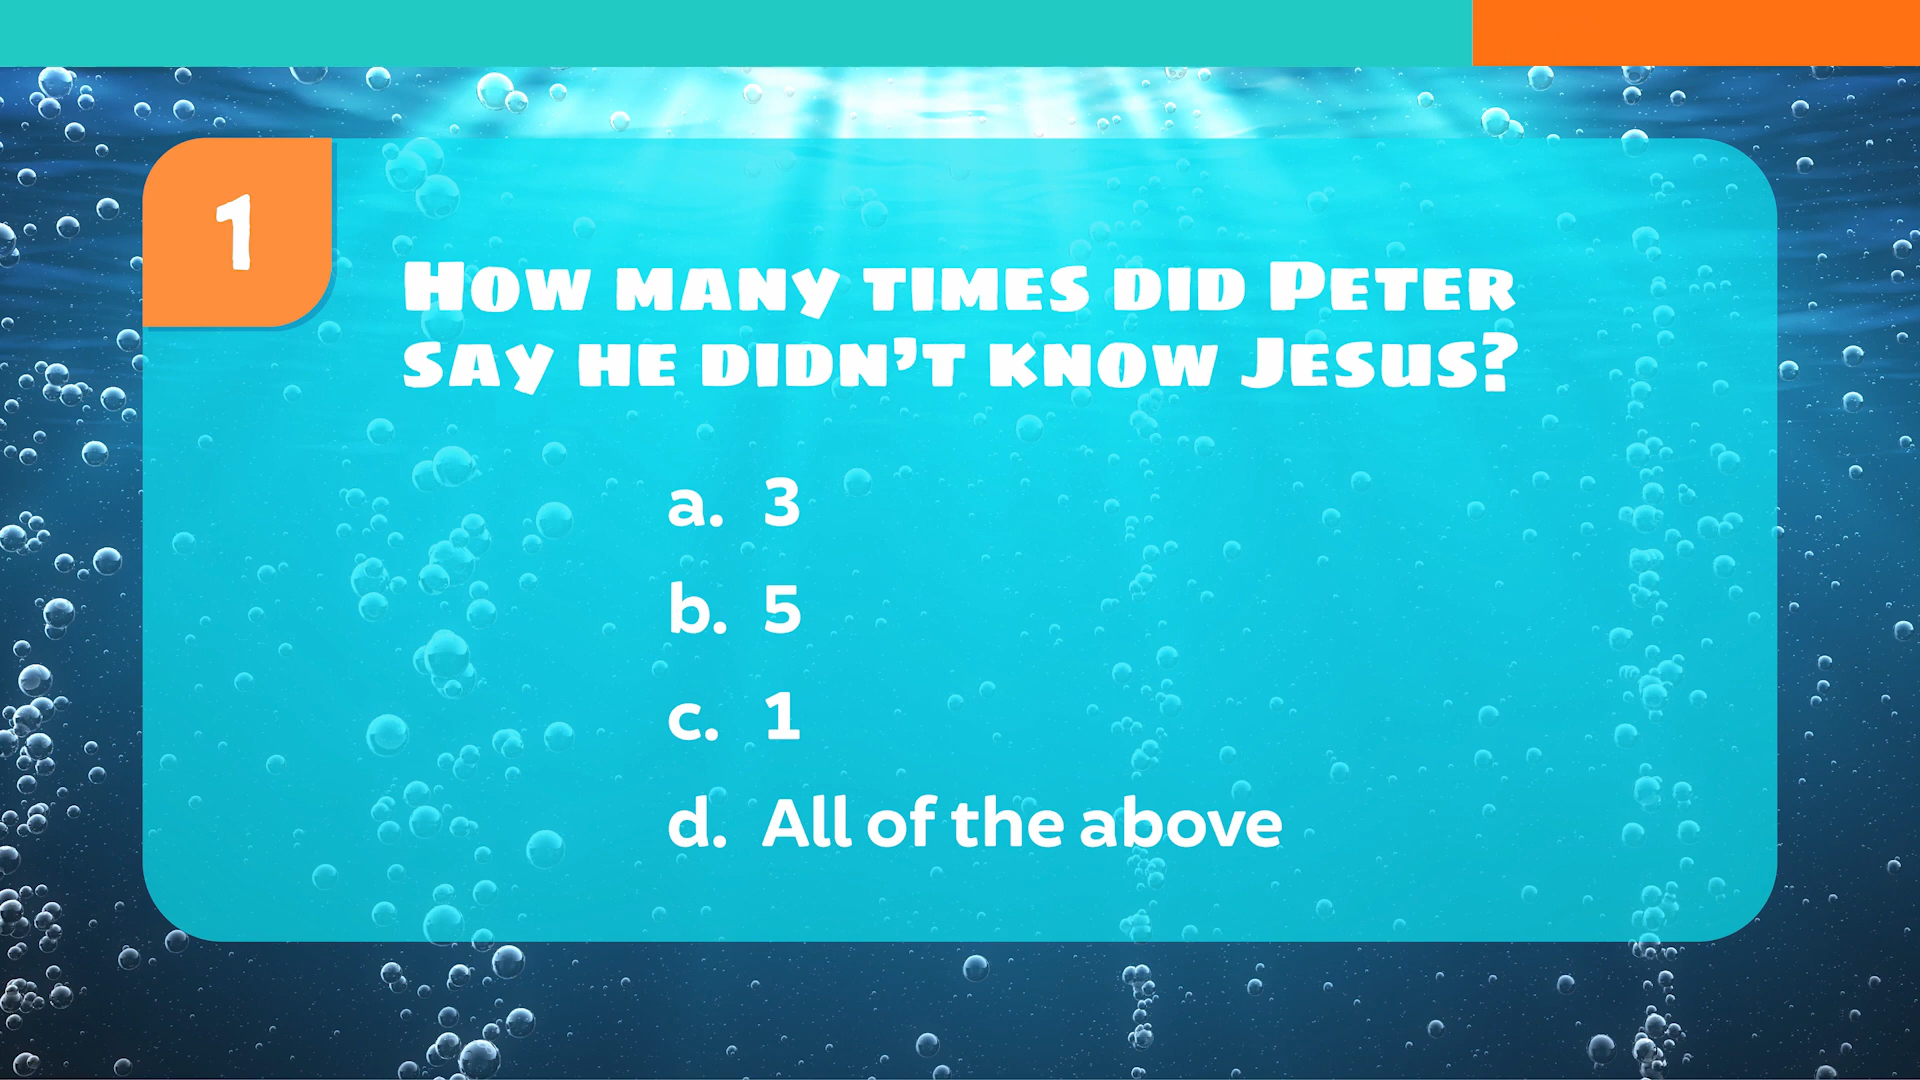 1
How many times did Peter
say he didn’t know Jesus?
a. 3
b. 5
c. 1
d. All of the above